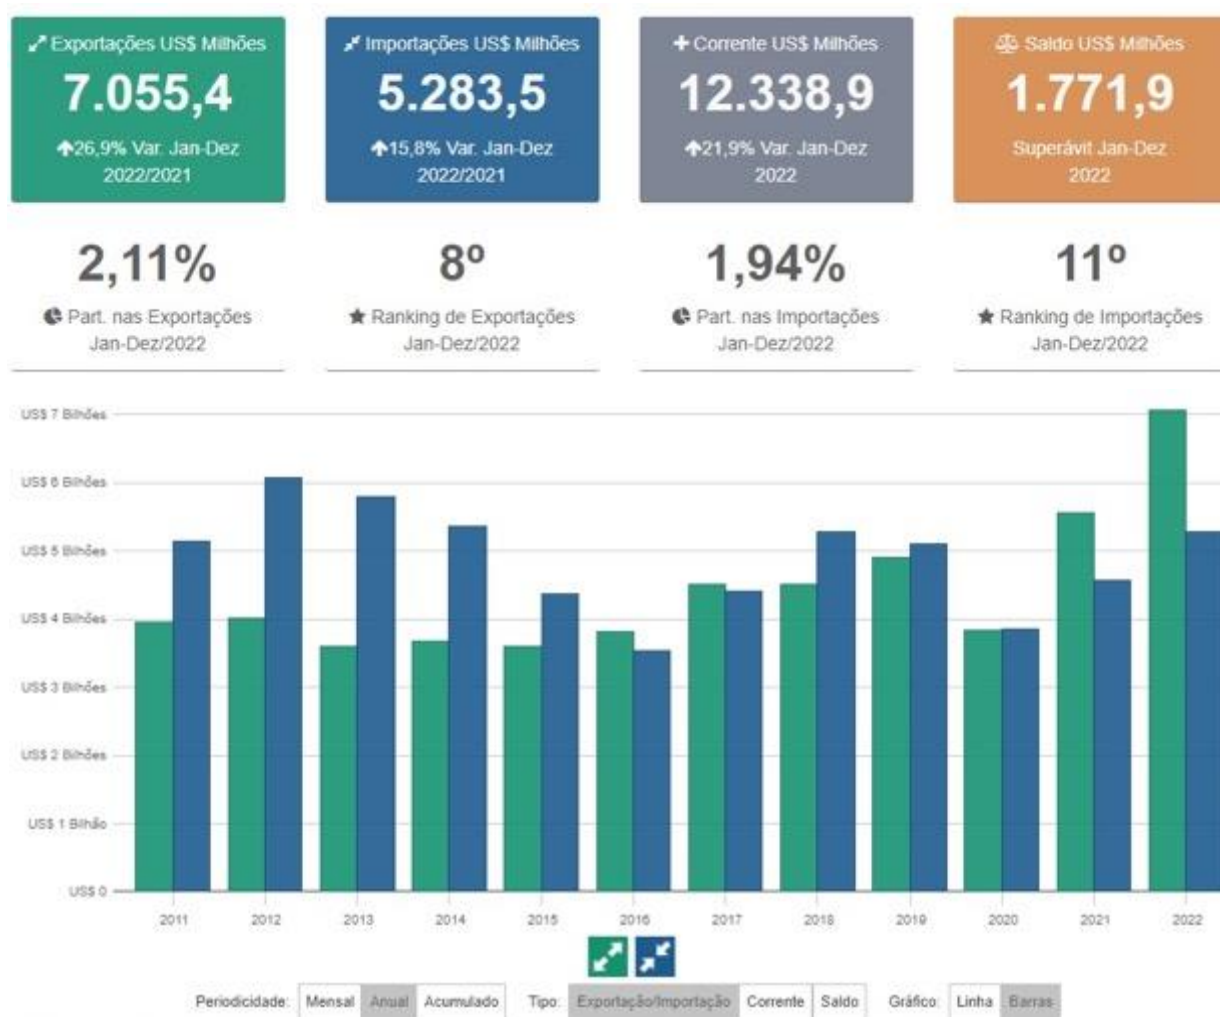 Exportações US$ Milhões
7.055,4
26,9% Var. Jan-Dez
2022/2021
Importações US$ Milhões
5.283,5
15,8% Var. Jan-Dez
2022/2021
Corrente US$ Milhões
12.338,9
21,9% Var. Jan-Dez
2022
Saldo US$ Milhões
1.771,9
Superávit Jan-Dez
2022
2,11%
Part. nas Exportações
Jan-Dez/2022
8º
Ranking de Exportações
Jan-Dez/2022
1,94%
Part. nas Importações
Jan-Dez/2022
11º
Ranking de Importações
Jan-Dez/2022
US$ 7 Bilhões
US$ 6 Bilhões
US$ 5 Bilhões
US$ 4 Bilhões
US$ 3 Bilhões
US$ 2 Bilhões
US$ 1 Bilhão
US$ 0
2011 2012 2013 2014 2015 2016 2017 2018 2019 2020 2021 2022
Periodicidade: Mensal Anual Acumulado Tipo: Exportação/Importação Corrente Saldo Gráfico: Linha Barras